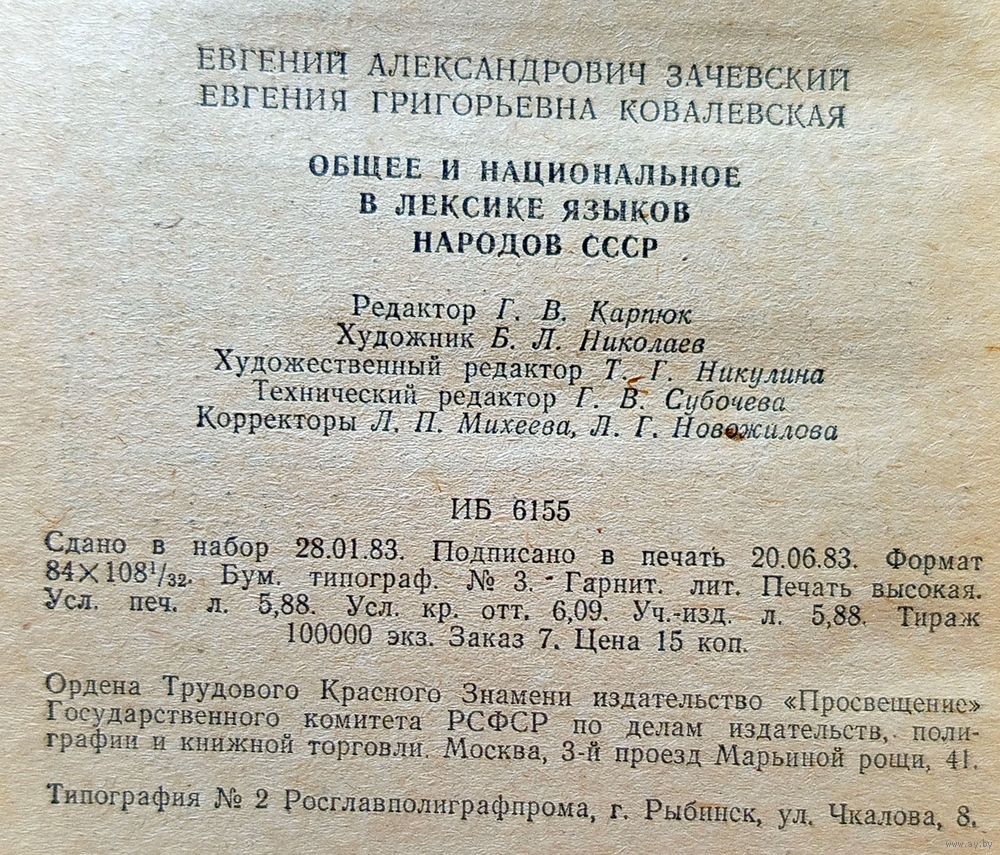 ЕВГЕНИЙ АЛЕКСАНДРОВИЧ ЗАЧЕВСКИЙ
ЕВГЕНИЯ ГРИГОРЬЕВНА КОВАЛЕВСКАЯ
ОБЩЕЕ И НАЦИОНАЛЬНОЕ
В ЛЕКСИКЕ ЯЗЫКОВ
НАРОДОВ СССР
Редактор Г. В. Карпюк
Художник Б. Л. Николаев
Художественный редактор Т. Г. Никулина
Технический редактор Г. В. Субочева
Корректоры Л. П. Михеева, Л. Г. Новожилова
ИБ 6155
Сдано в набор 28.01.83. Подписано в печать 20.06.83. Формат
84×108¹/₃₂. Бум. типограф. № 3. Гарнит. лит. Печать высокая.
Усл. печ. л. 5,88. Усл. кр. отт. 6,09. Уч.-изд. л. 5,88. Тираж
100000 экз. Заказ 7. Цена 15 коп.
Ордена Трудового Красного Знамени издательство «Просвещение»
Государственного комитета РСФСР по делам издательств, поли-
графии и книжной торговли. Москва, 3-й проезд Марьиной рощи, 41.
Типография № 2 Росглавполиграфпрома, г. Рыбинск, ул. Чкалова, 8.
www.ay.by